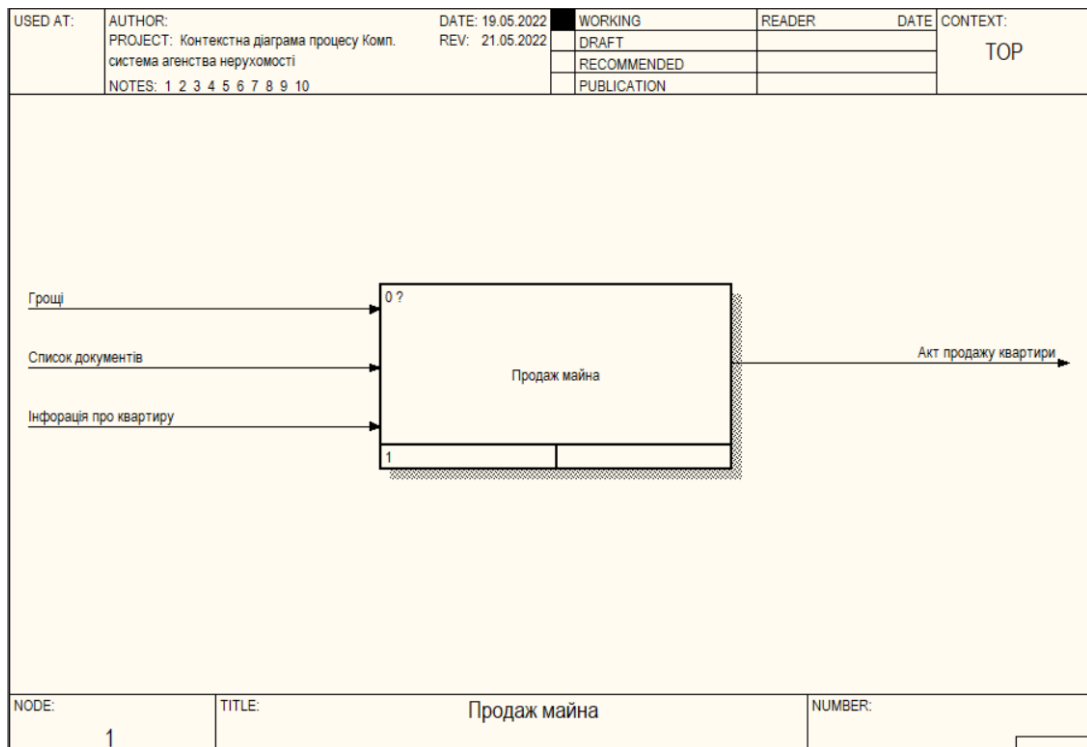 USED AT:
AUTHOR:
DATE: 19.05.2022
WORKING
READER
DATE
CONTEXT:
PROJECT: Контекстна діаграма процесу Комп.
REV: 21.05.2022
DRAFT
TOP
система агенства нерухомості
RECOMMENDED
NOTES: 1 2 3 4 5 6 7 8 9 10
PUBLICATION
Грощі
0 ?
Список документів
Акт продажу квартири
Продаж майна
Інфорація про квартиру
1
NODE:
TITLE:
Продаж майна
NUMBER:
1